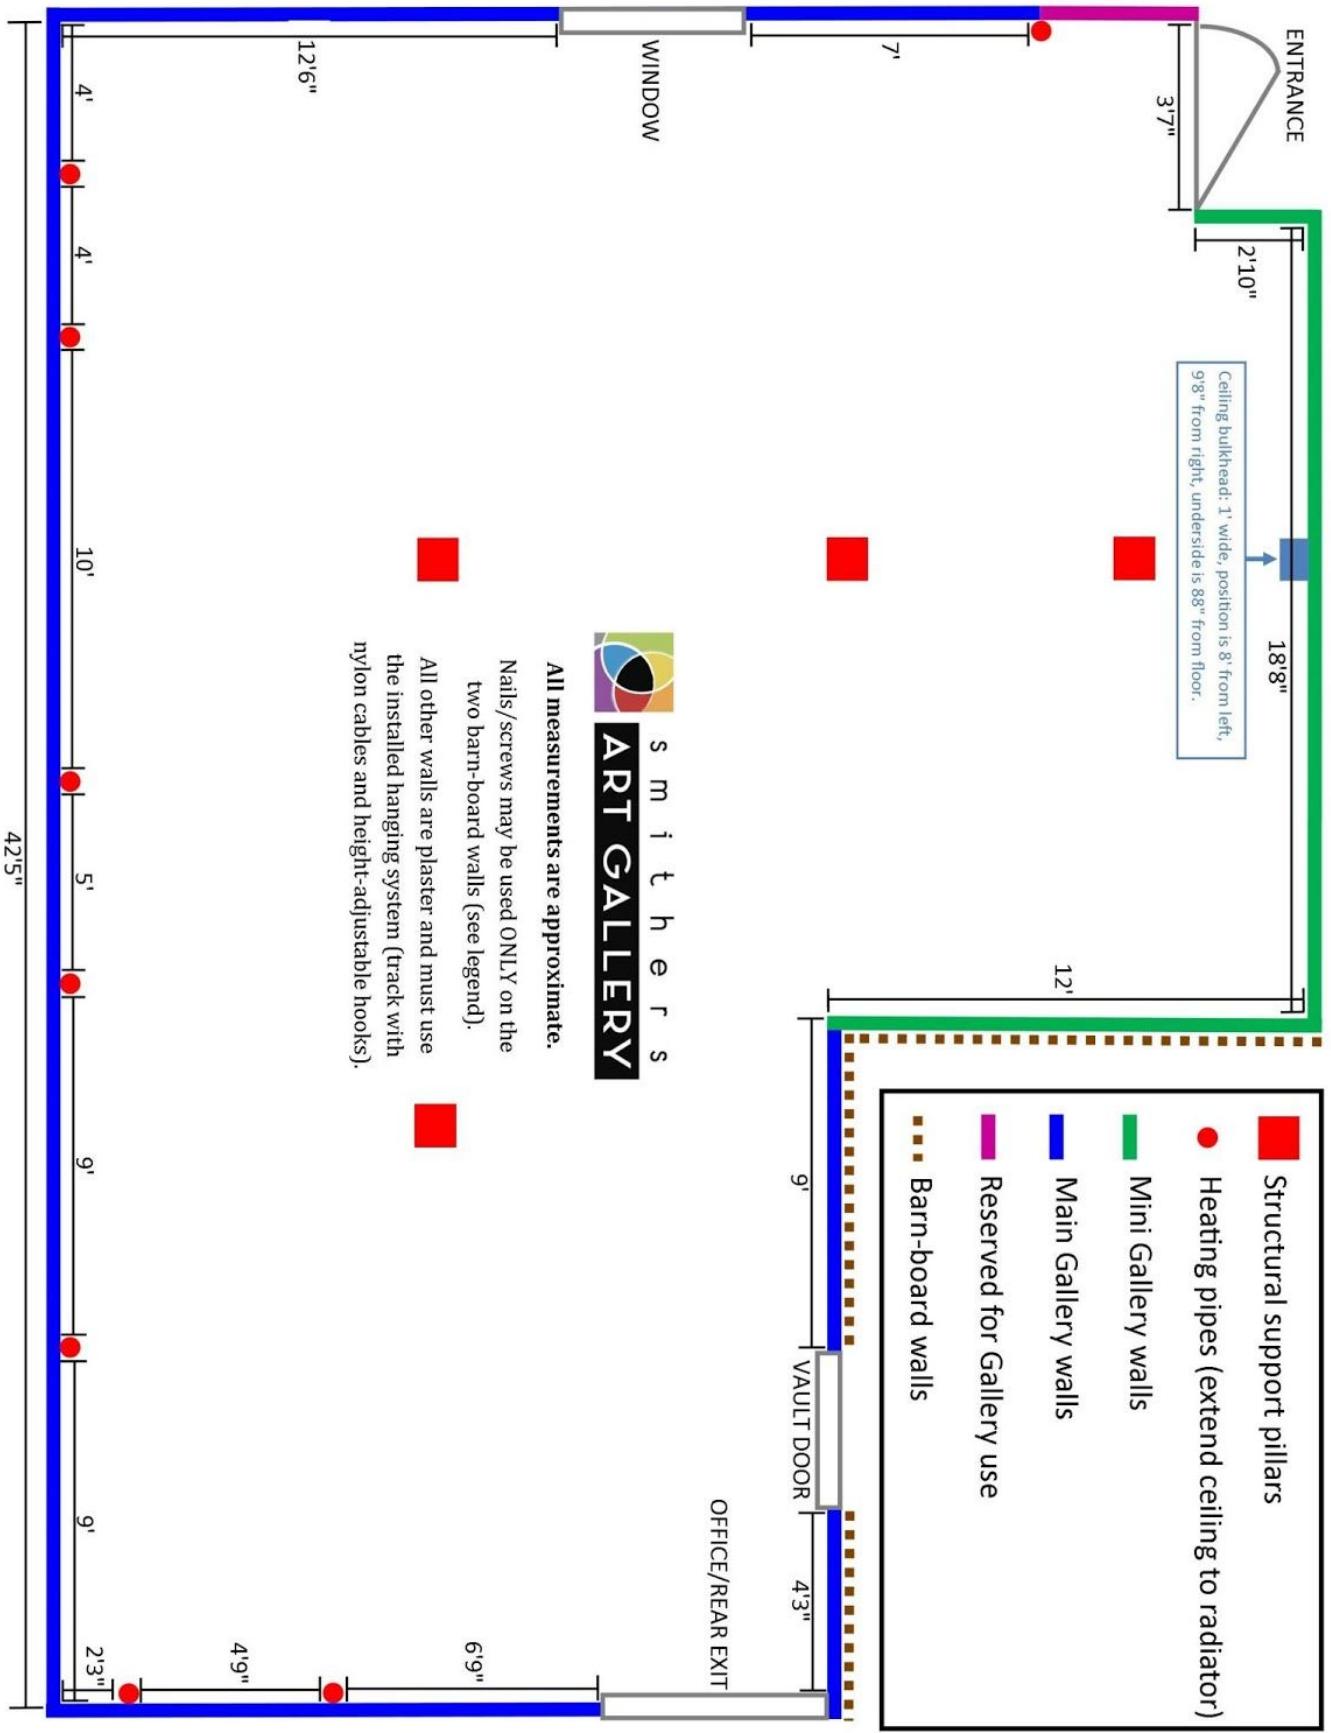 ENTRANCE
3'7"
2'10"
7'
WINDOW
12'6"
Ceiling bulkhead: 1' wide, position is 8' from left,
9'8" from right, underside is 88" from floor.
18'8"
12'
smithers
ART GALLERY
All measurements are approximate.
Nails/screws may be used ONLY on the
two barn-board walls (see legend).
All other walls are plaster and must use
the installed hanging system (track with
nylon cables and height-adjustable hooks).
Structural support pillars
Heating pipes (extend ceiling to radiator)
Mini Gallery walls
Main Gallery walls
Reserved for Gallery use
Barn-board walls
9'
VAULT DOOR
4'3"
OFFICE/REAR EXIT
6'9"
4'9"
2'3"
4'
4'
10'
5'
9'
9'
42'5"